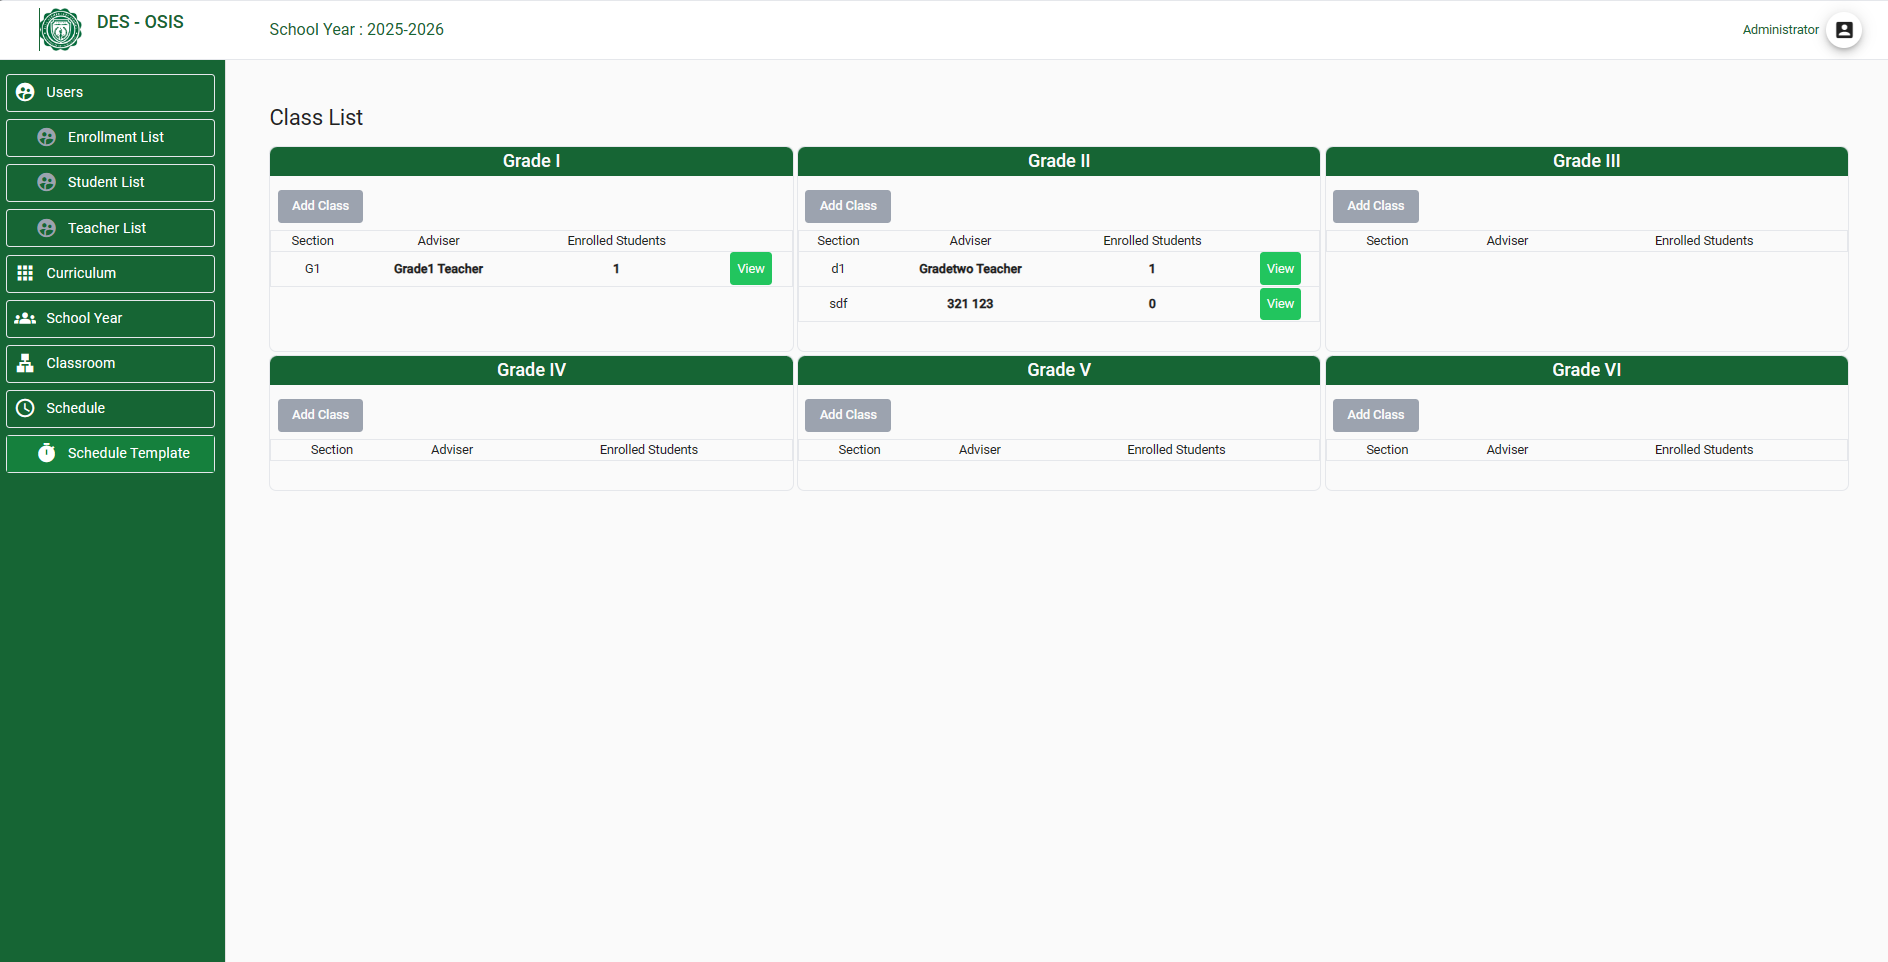 DES - OSIS
School Year : 2025-2026
Administrator
Users
Enrollment List
Student List
Teacher List
Curriculum
School Year
Classroom
Schedule
Schedule Template
Class List
Grade I
Add Class
Section Adviser Enrolled Students
G1 Grade1 Teacher 1 View
Grade II
Add Class
Section Adviser Enrolled Students
d1 Gradetwo Teacher 1 View
sdf 321 123 0 View
Grade III
Add Class
Section Adviser Enrolled Students
Grade IV
Add Class
Section Adviser Enrolled Students
Grade V
Add Class
Section Adviser Enrolled Students
Grade VI
Add Class
Section Adviser Enrolled Students